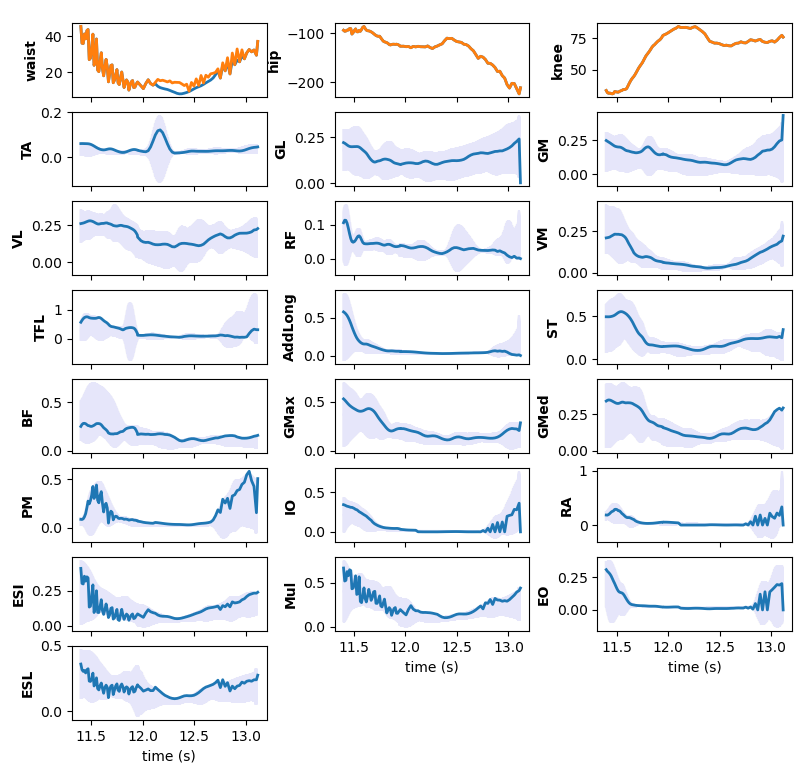 waist
40
20
hip
−100
−200
knee
75
50
TA
0.2
0.0
GL
0.25
0.00
GM
0.25
0.00
VL
0.25
0.00
RF
0.1
0.0
VM
0.25
0.00
TFL
1
0
AddLong
0.5
0.0
ST
0.5
0.0
BF
0.5
0.0
GMax
0.5
0.0
GMed
0.25
0.00
PM
0.5
0.0
IO
0.5
0.0
RA
1
0
ESI
0.25
0.00
Mul
0.5
0.0
EO
0.25
0.00
11.5 12.0 12.5 13.0
time (s)
11.5 12.0 12.5 13.0
time (s)
ESL
0.5
0.0
11.5 12.0 12.5 13.0
time (s)